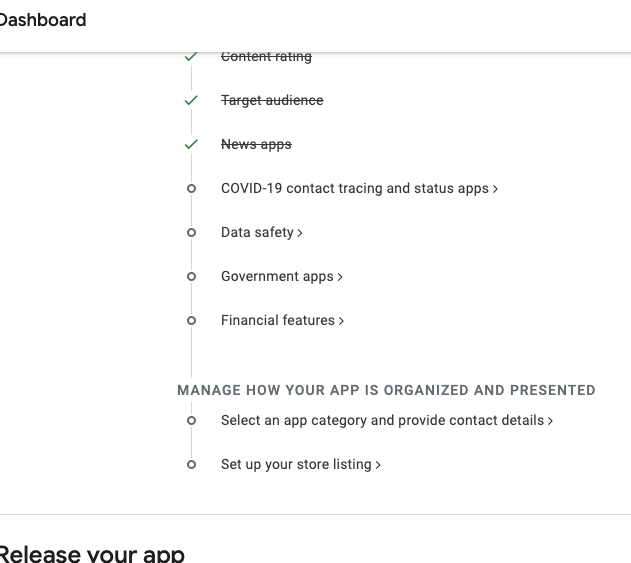 Dashboard
Content rating
Target audience
News apps
COVID-19 contact tracing and status apps
Data safety
Government apps
Financial features
MANAGE HOW YOUR APP IS ORGANIZED AND PRESENTED
Select an app category and provide contact details
Set up your store listing
Release your app